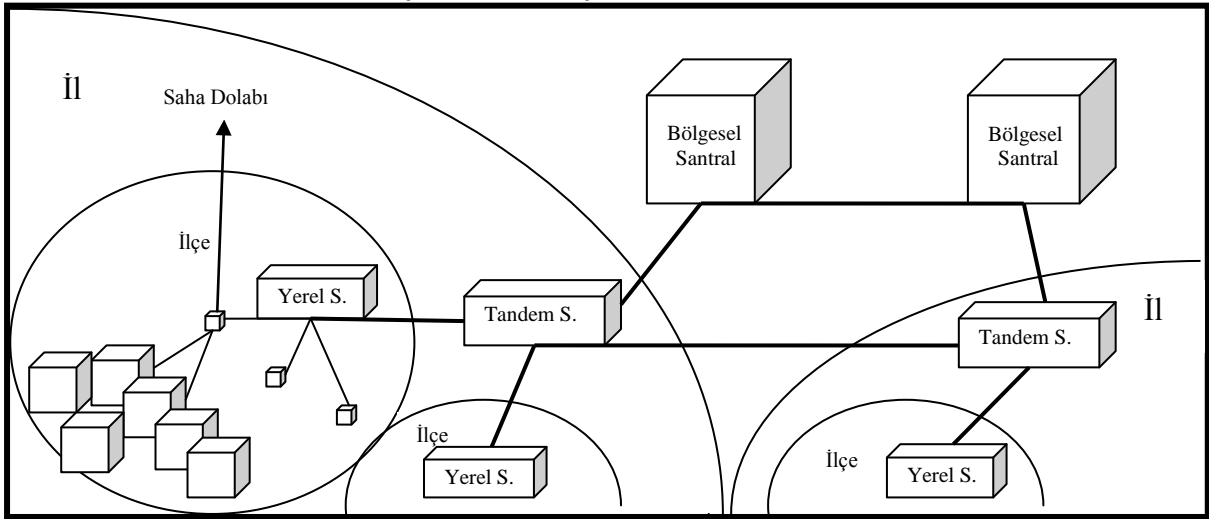 İl
Saha Dolabı
Bölgesel
Santral
Bölgesel
Santral
İlçe
Yerel S.
Tandem S.
İl
Tandem S.
İlçe
Yerel S.
İlçe
Yerel S.